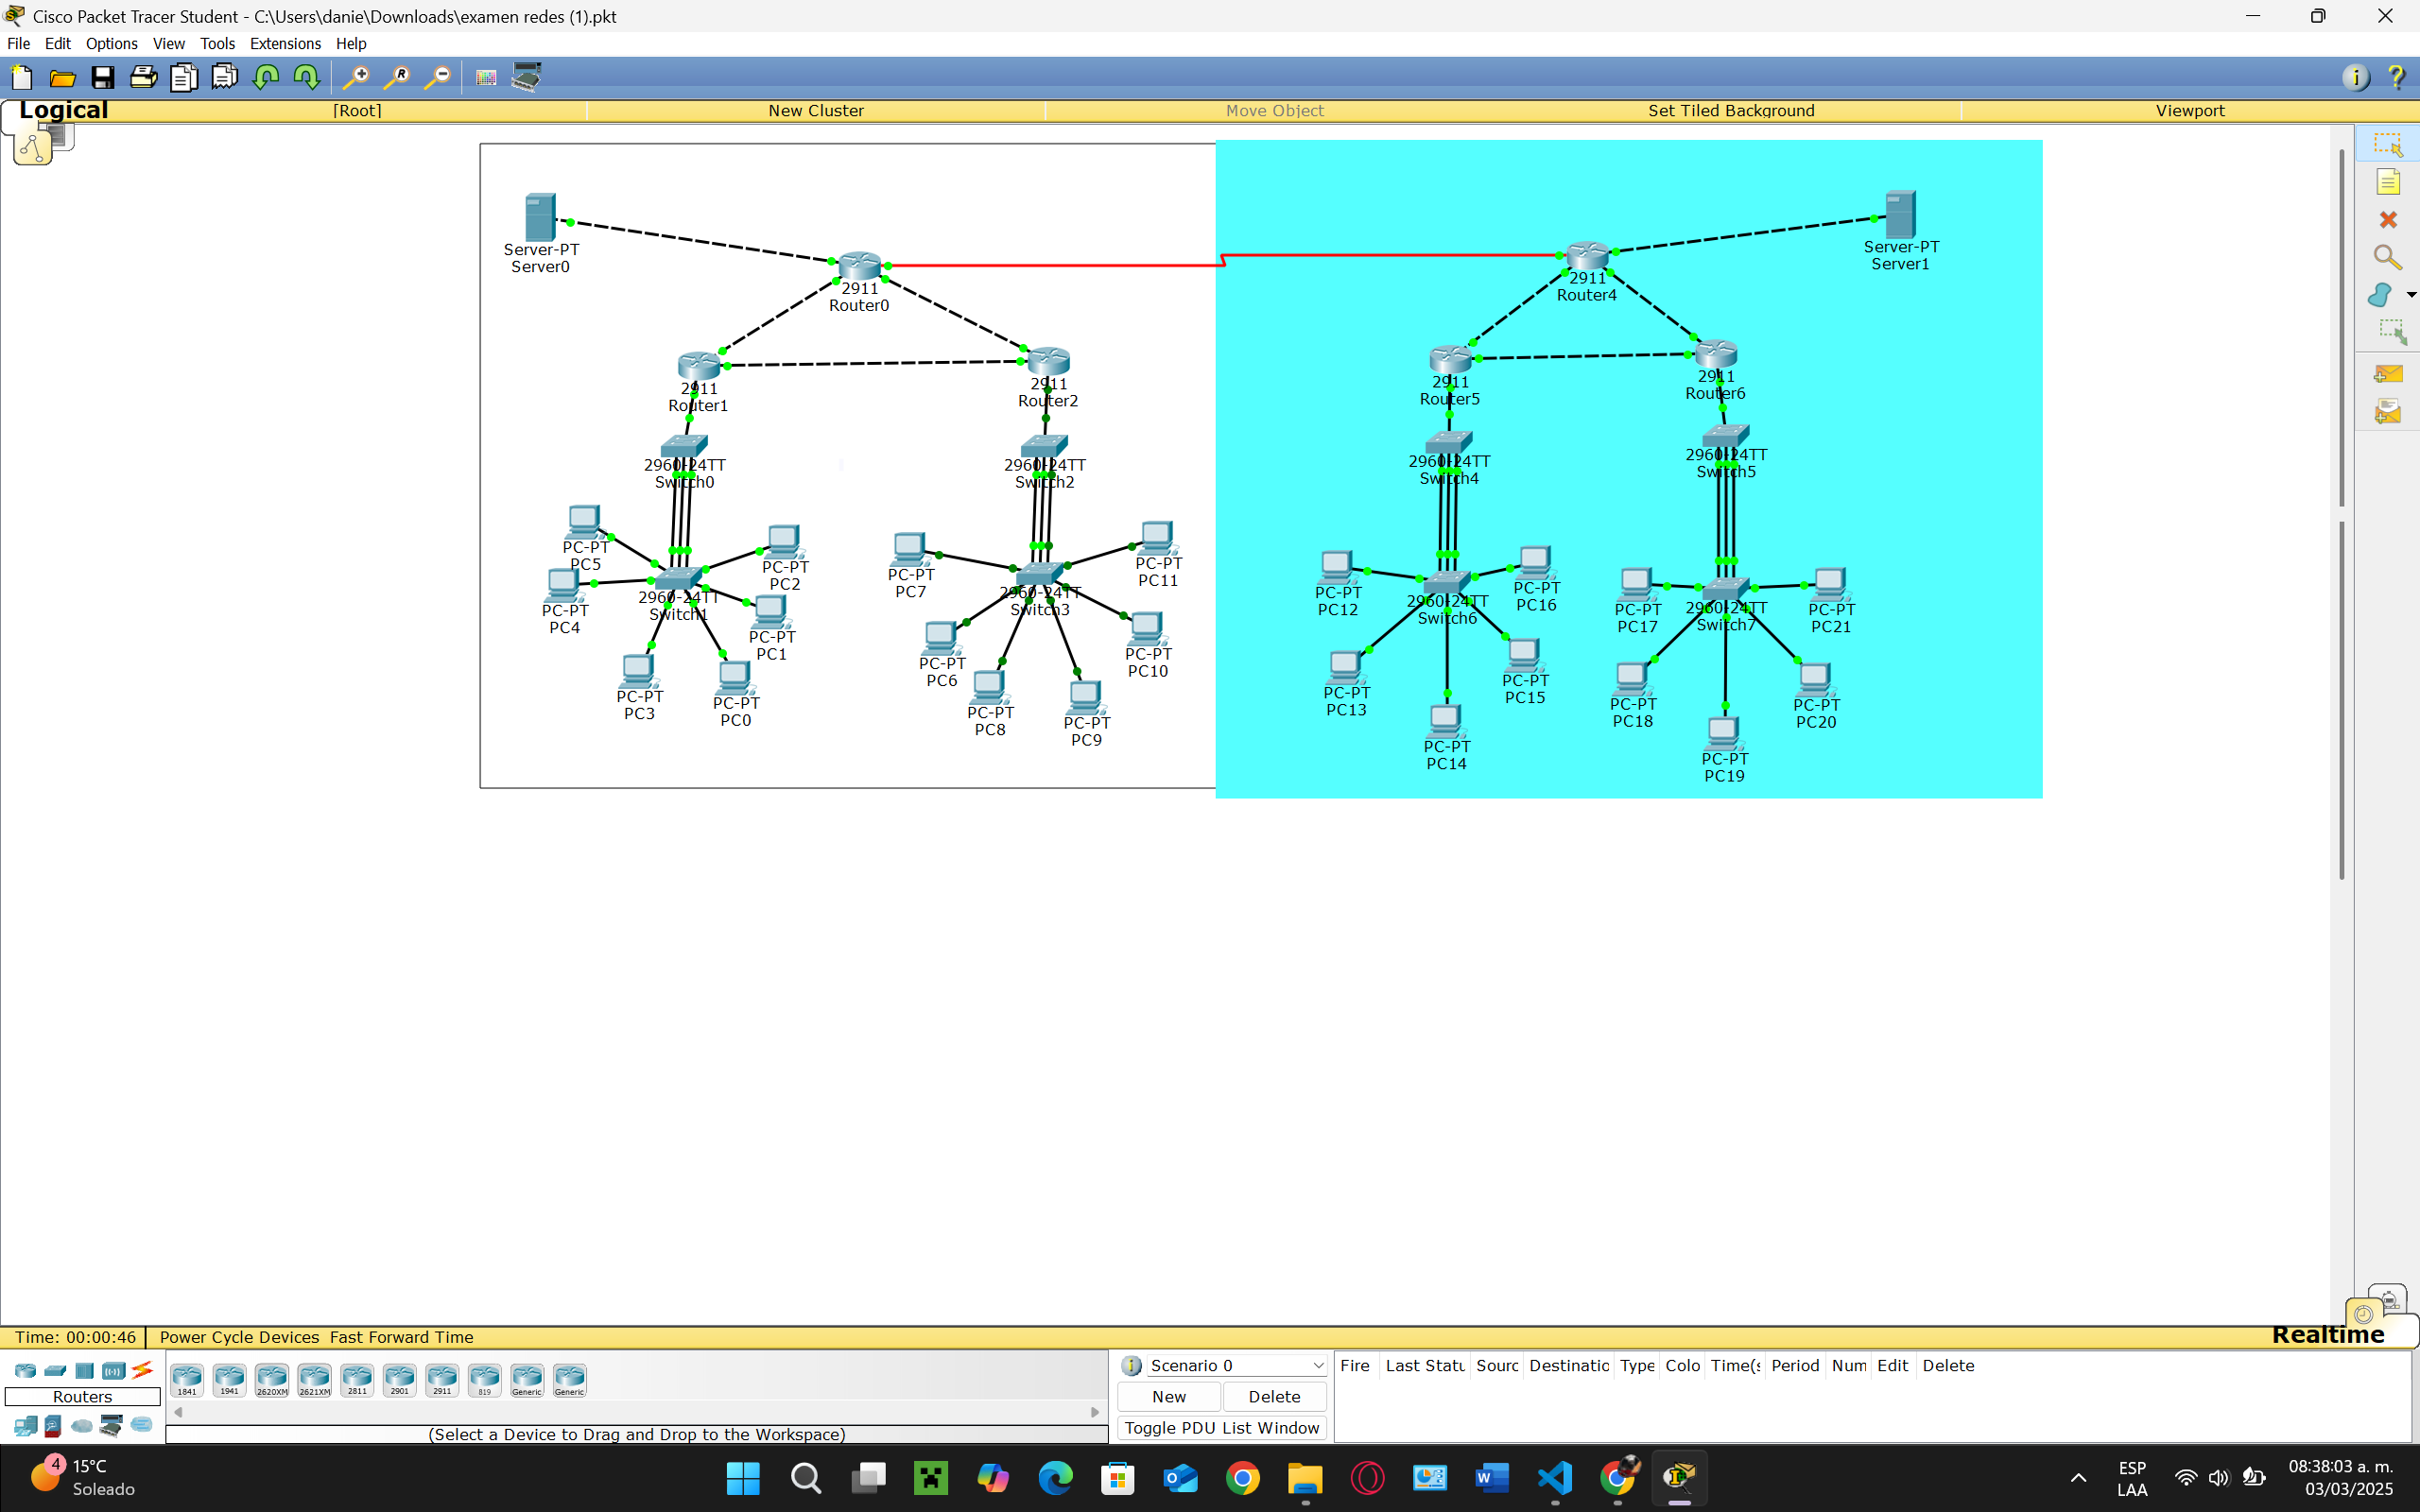 Cisco Packet Tracer Student - C:\Users\danie\Downloads\examen redes (1).pkt
File Edit Options View Tools Extensions Help
Logical [Root] New Cluster Move Object Set Tiled Background Viewport
Server-PT
Server0
2911
Router0
2911
Router1
2911
Router2
2960-24TT
Switch0
2960-24TT
Switch2
PC-PT
PC5
PC-PT
PC4
PC-PT
PC2
2960-24TT
Switch1
PC-PT
PC1
PC-PT
PC3
PC-PT
PC0
PC-PT
PC7
PC-PT
PC11
2960-24TT
Switch3
PC-PT
PC6
PC-PT
PC10
PC-PT
PC8
PC-PT
PC9
2911
Router4
Server-PT
Server1
2911
Router5
2911
Router6
2960-24TT
Switch4
2960-24TT
Switch5
PC-PT
PC12
PC-PT
PC16
2960-24TT
Switch6
PC-PT
PC13
PC-PT
PC15
PC-PT
PC14
PC-PT
PC17
PC-PT
PC21
2960-24TT
Switch7
PC-PT
PC18
PC-PT
PC20
PC-PT
PC19
Time: 00:00:46 Power Cycle Devices Fast Forward Time Realtime
Routers
1841 1941 2620XM 2621XM 2811 2901 2911 819 Generic Generic
(Select a Device to Drag and Drop to the Workspace)
Scenario 0
New Delete
Toggle PDU List Window
Fire Last Statu Sourc Destinatic Type Colo Time(s Period Num Edit Delete
4
15°C
Soleado
ESP
LAA
08:38:03 a. m.
03/03/2025